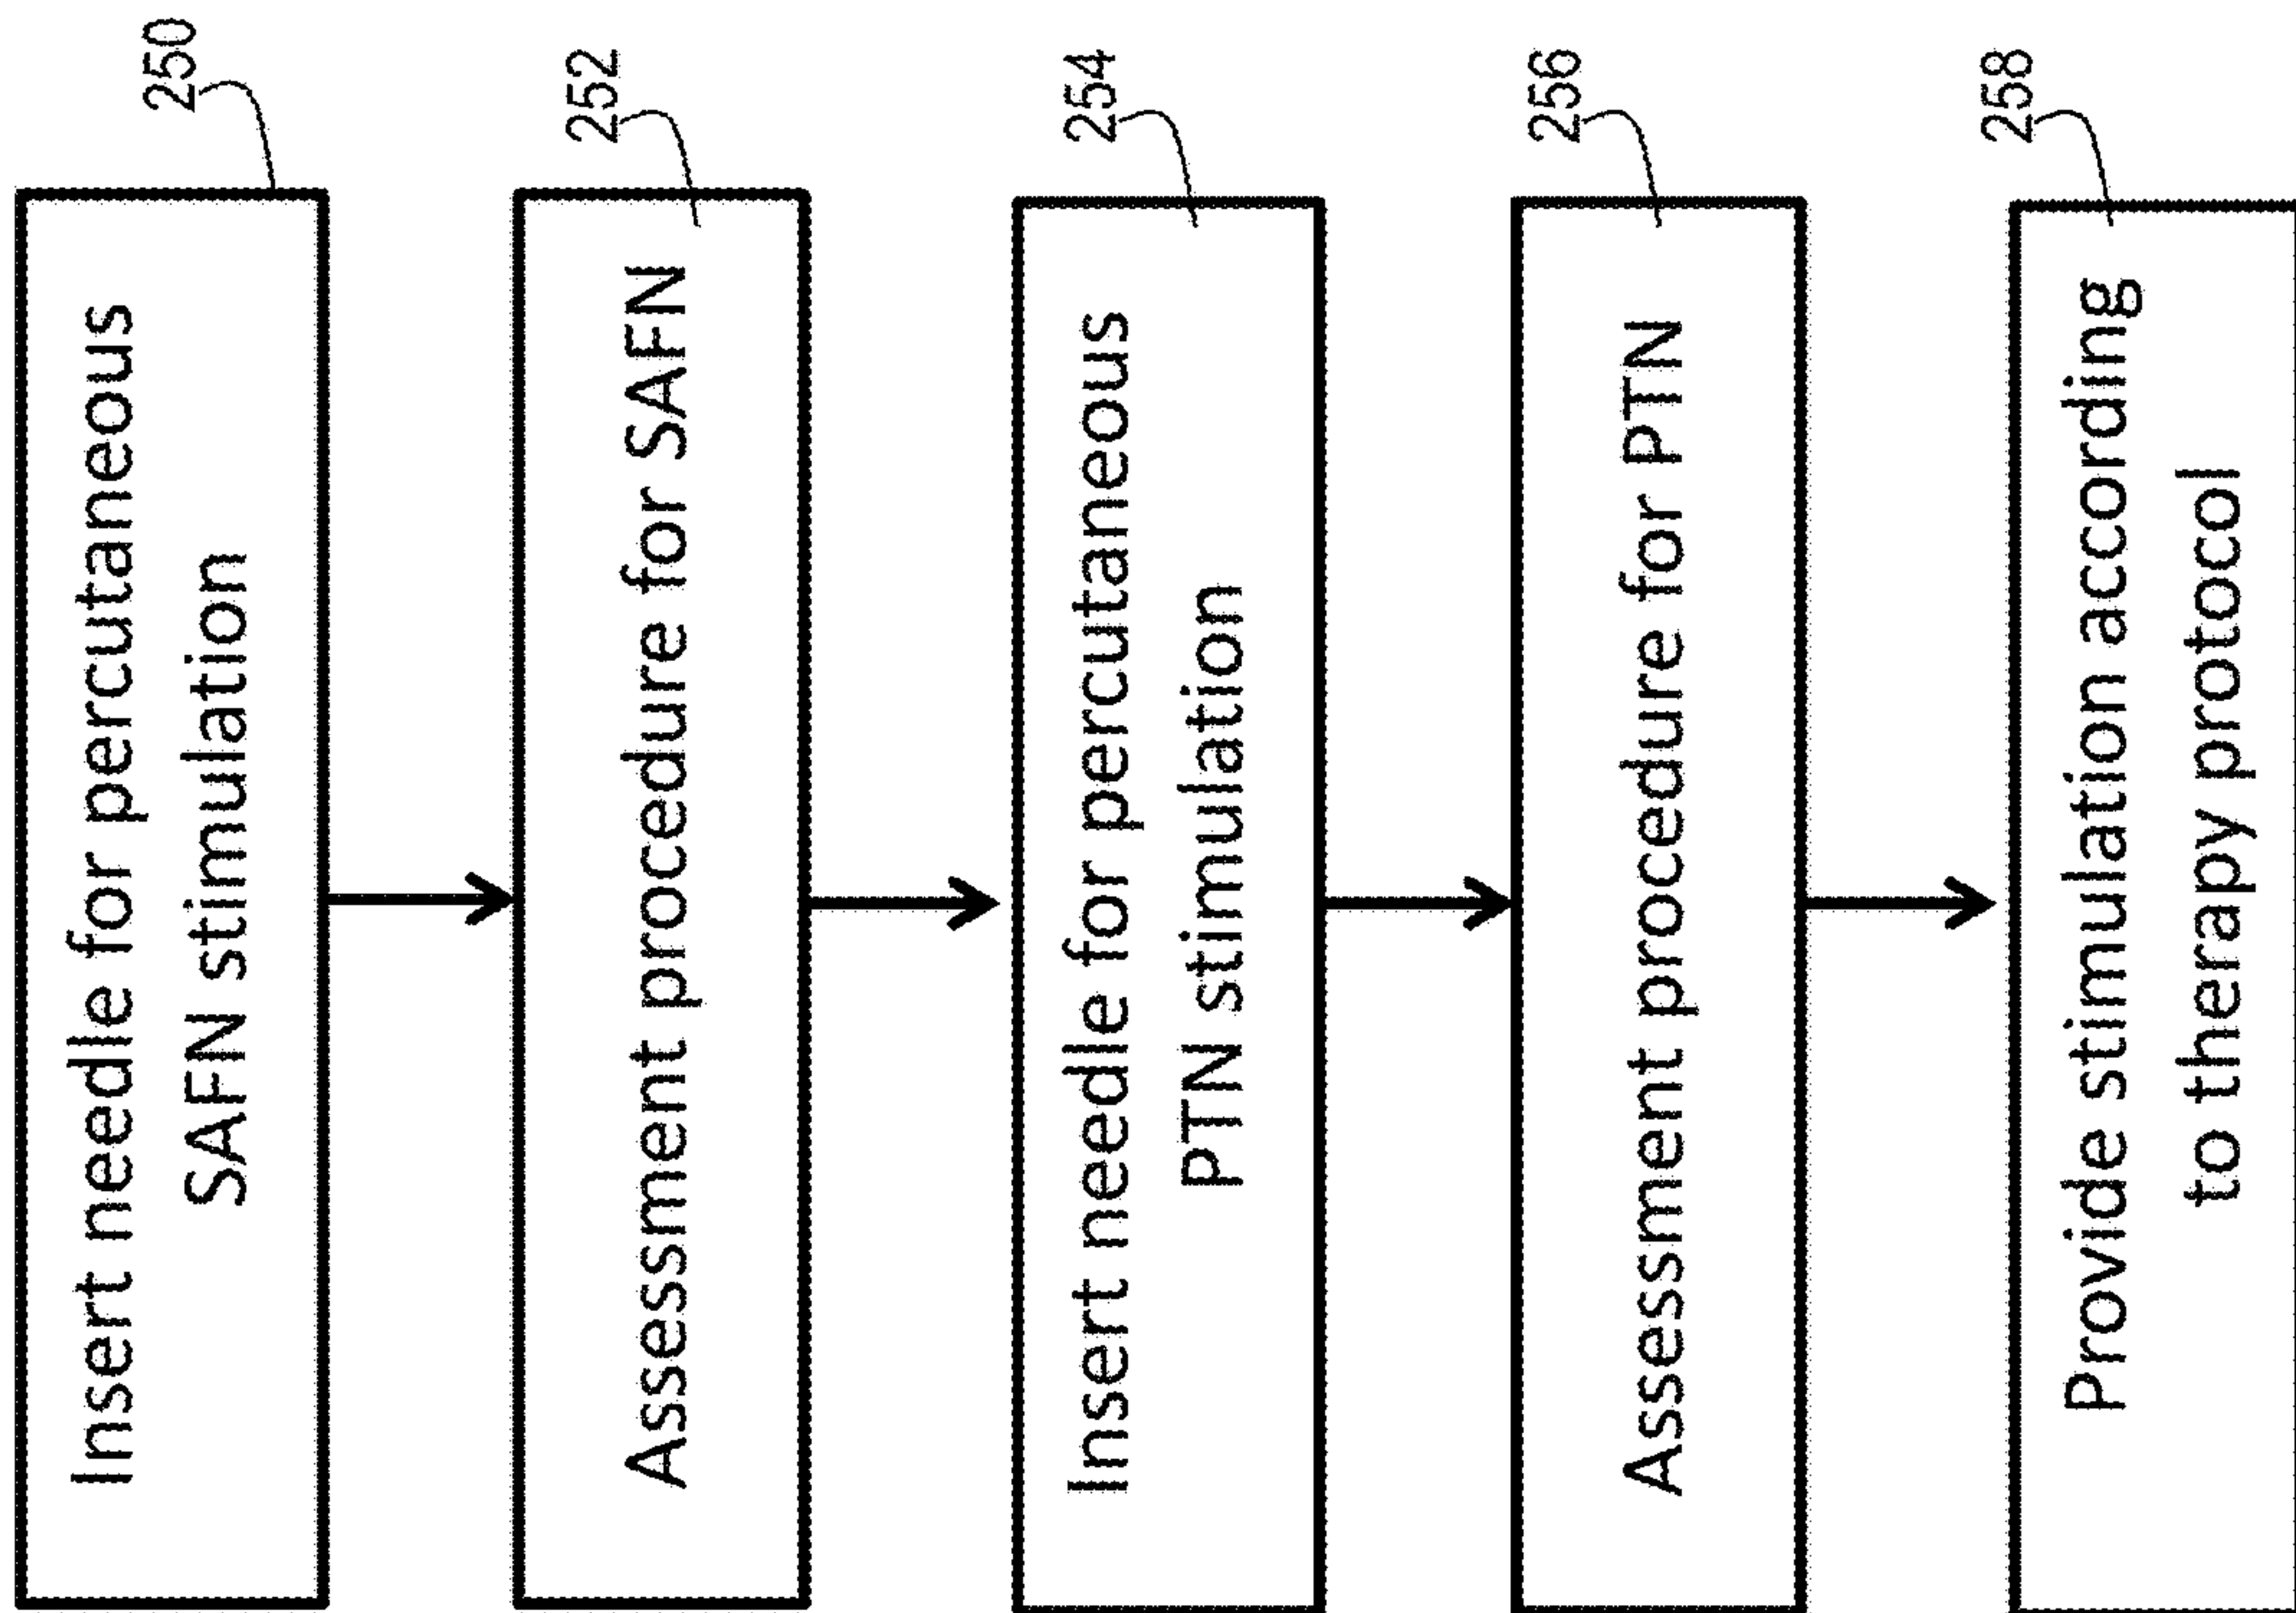 Insert needle for percutaneous
SAFN stimulation
250
Assessment procedure for SAFN
252
Insert needle for percutaneous
PTN stimulation
254
Assessment procedure for PTN
256
Provide stimulation according
to therapy protocol
258